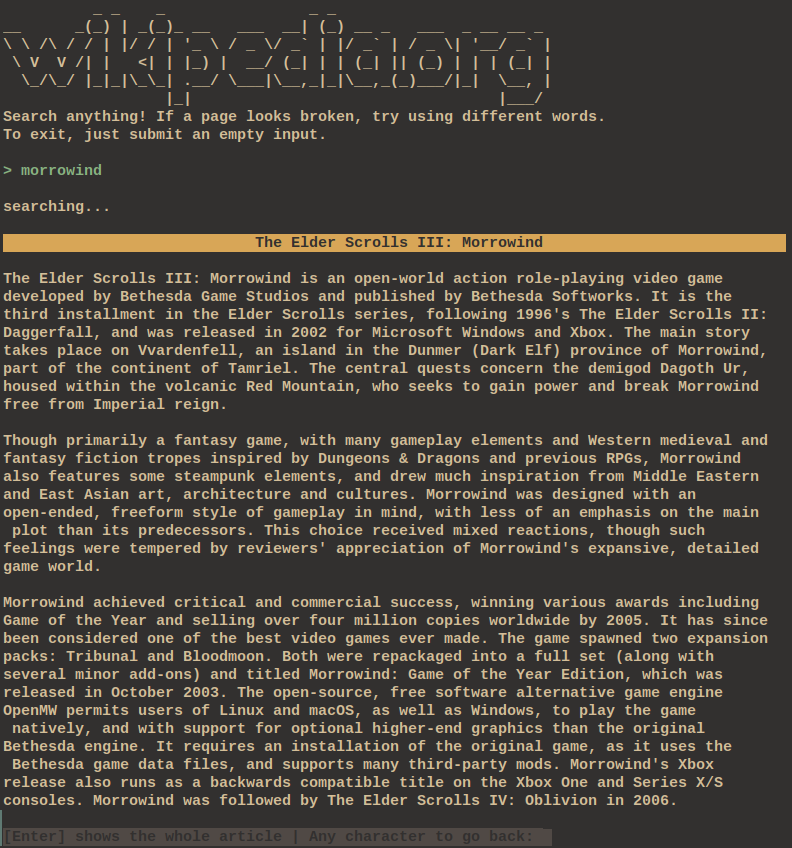 wikipedia.org
Search anything! If a page looks broken, try using different words.
To exit, just submit an empty input.
> morrowind
searching...
The Elder Scrolls III: Morrowind
The Elder Scrolls III: Morrowind is an open-world action role-playing video game
developed by Bethesda Game Studios and published by Bethesda Softworks. It is the
third installment in the Elder Scrolls series, following 1996's The Elder Scrolls II:
Daggerfall, and was released in 2002 for Microsoft Windows and Xbox. The main story
takes place on Vvardenfell, an island in the Dunmer (Dark Elf) province of Morrowind,
part of the continent of Tamriel. The central quests concern the demigod Dagoth Ur,
housed within the volcanic Red Mountain, who seeks to gain power and break Morrowind
free from Imperial reign.
Though primarily a fantasy game, with many gameplay elements and Western medieval and
fantasy fiction tropes inspired by Dungeons & Dragons and previous RPGs, Morrowind
also features some steampunk elements, and drew much inspiration from Middle Eastern
and East Asian art, architecture and cultures. Morrowind was designed with an
open-ended, freeform style of gameplay in mind, with less of an emphasis on the main
plot than its predecessors. This choice received mixed reactions, though such
feelings were tempered by reviewers' appreciation of Morrowind's expansive, detailed
game world.
Morrowind achieved critical and commercial success, winning various awards including
Game of the Year and selling over four million copies worldwide by 2005. It has since
been considered one of the best video games ever made. The game spawned two expansion
packs: Tribunal and Bloodmoon. Both were repackaged into a full set (along with
several minor add-ons) and titled Morrowind: Game of the Year Edition, which was
released in October 2003. The open-source, free software alternative game engine
OpenMW permits users of Linux and macOS, as well as Windows, to play the game
natively, and with support for optional higher-end graphics than the original
Bethesda engine. It requires an installation of the original game, as it uses the
Bethesda game data files, and supports many third-party mods. Morrowind's Xbox
release also runs as a backwards compatible title on the Xbox One and Series X/S
consoles. Morrowind was followed by The Elder Scrolls IV: Oblivion in 2006.
[Enter] shows the whole article | Any character to go back: